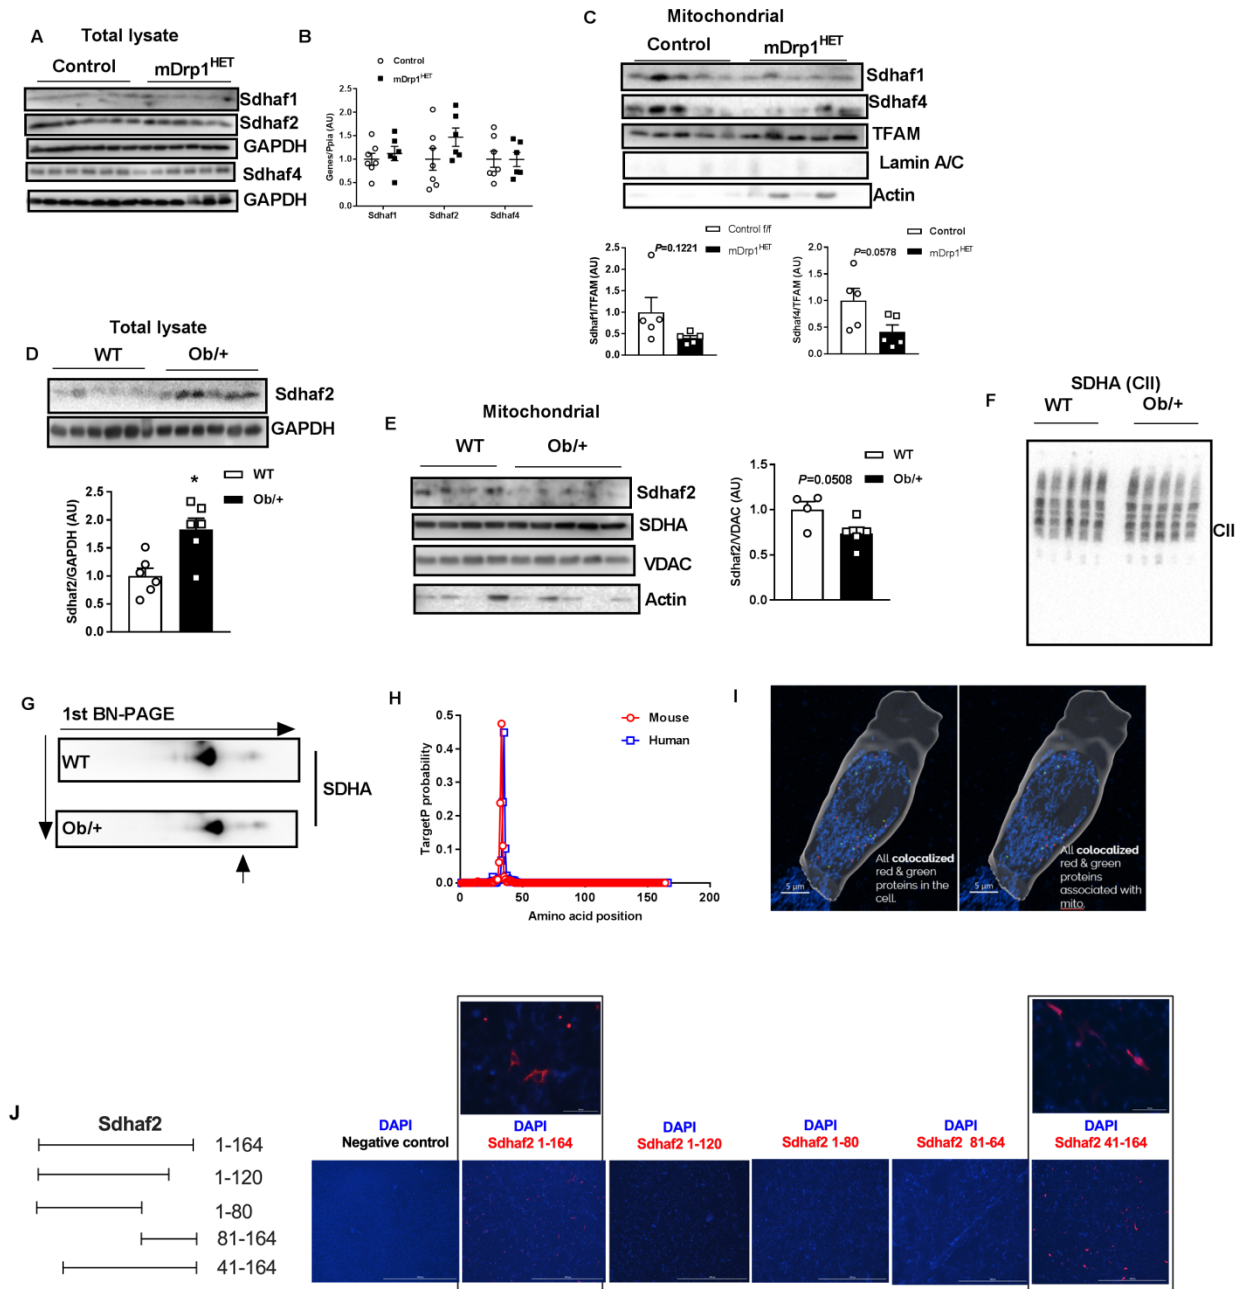 A
Total lysate
Control
mDrp1HET
Sdhaf1
Sdhaf2
GAPDH
Sdhaf4
GAPDH
B
Control
mDrp1HET
Genes/Ppia (AU)
2.5
2.0
1.5
1.0
0.5
0.0
Sdhaf1
Sdhaf2
Sdhaf4
C
Mitochondrial
Control
mDrp1HET
Sdhaf1
Sdhaf4
TFAM
Lamin A/C
Actin
Control f/f
mDrp1HET
P=0.1221
Sdhaf1/TFAM (AU)
2.5
2.0
1.5
1.0
0.5
0.0
Control
mDrp1HET
P=0.0578
Sdhaf4/TFAM (AU)
2.0
1.5
1.0
0.5
0.0
D
Total lysate
WT
Ob/+
Sdhaf2
GAPDH
WT
Ob/+
*
Sdhaf2/GAPDH (AU)
2.5
2.0
1.5
1.0
0.5
0.0
E
Mitochondrial
WT
Ob/+
Sdhaf2
SDHA
VDAC
Actin
WT
Ob/+
P=0.0508
Sdhaf2/VDAC (AU)
1.5
1.0
0.5
0.0
F
SDHA (CII)
WT
Ob/+
CII
G
1st BN-PAGE
WT
Ob/+
SDHA
H
Mouse
Human
TargetP probability
0.5
0.4
0.3
0.2
0.1
0.0
0
50
100
150
200
Amino acid position
I
All colocalized
red & green
proteins in the
cell.
5 µm
All colocalized
red & green
proteins
associated with
mito.
5 µm
J
Sdhaf2
1-164
1-120
1-80
81-164
41-164
DAPI
Negative control
DAPI
Sdhaf2 1-164
DAPI
Sdhaf2 1-120
DAPI
Sdhaf2 1-80
DAPI
Sdhaf2 81-64
DAPI
Sdhaf2 41-164